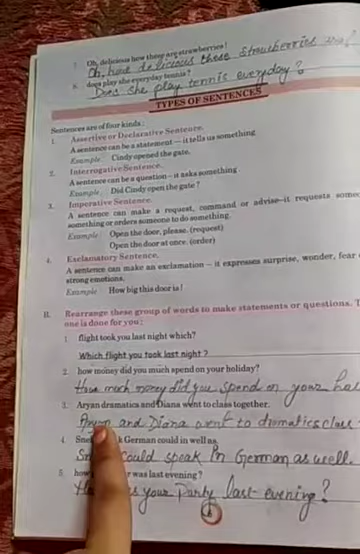 7. Oh, delicious how these are strawberries!
Oh, how delicious these strawberries
8. does play she everyday tennis?
Does she play tennis everyday?
TYPES OF SENTENCES
Sentences are of four kinds:
1. Assertive or Declarative Sentence.
A sentence can be a statement — it tells us something
Example: Cindy opened the gate.
2. Interrogative Sentence.
A sentence can be a question — it asks something
Example: Did Cindy open the gate?
3. Imperative Sentence.
A sentence can make a request, command or advise—it requests
something or orders someone to do something.
Example: Open the door, please. (request)
Open the door at once. (order)
4. Exclamatory Sentence.
A sentence can make an exclamation — it expresses surprise, wonder, fear
strong emotions.
Example: How big this door is!
B. Rearrange these group of words to make statements or questions.
one is done for you:
1. flight took you last night which?
Which flight you took last night?
2. how money did you much spend on your holiday?
How much money did you spend on your
3. Aryan dramatics and Diana went to class together.
Aryan and Diana went to dramatics class
4. German could in well as.
could speak in German as well.
5. was last evening?
your party last evening?